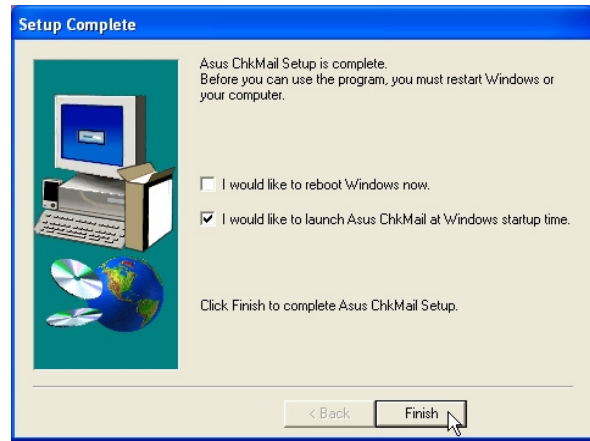 Setup Complete
Asus ChkMail Setup is complete.
Before you can use the program, you must restart Windows or
your computer.
I would like to reboot Windows now.
I would like to launch Asus ChkMail at Windows startup time.
Click Finish to complete Asus ChkMail Setup.
< Back
Finish